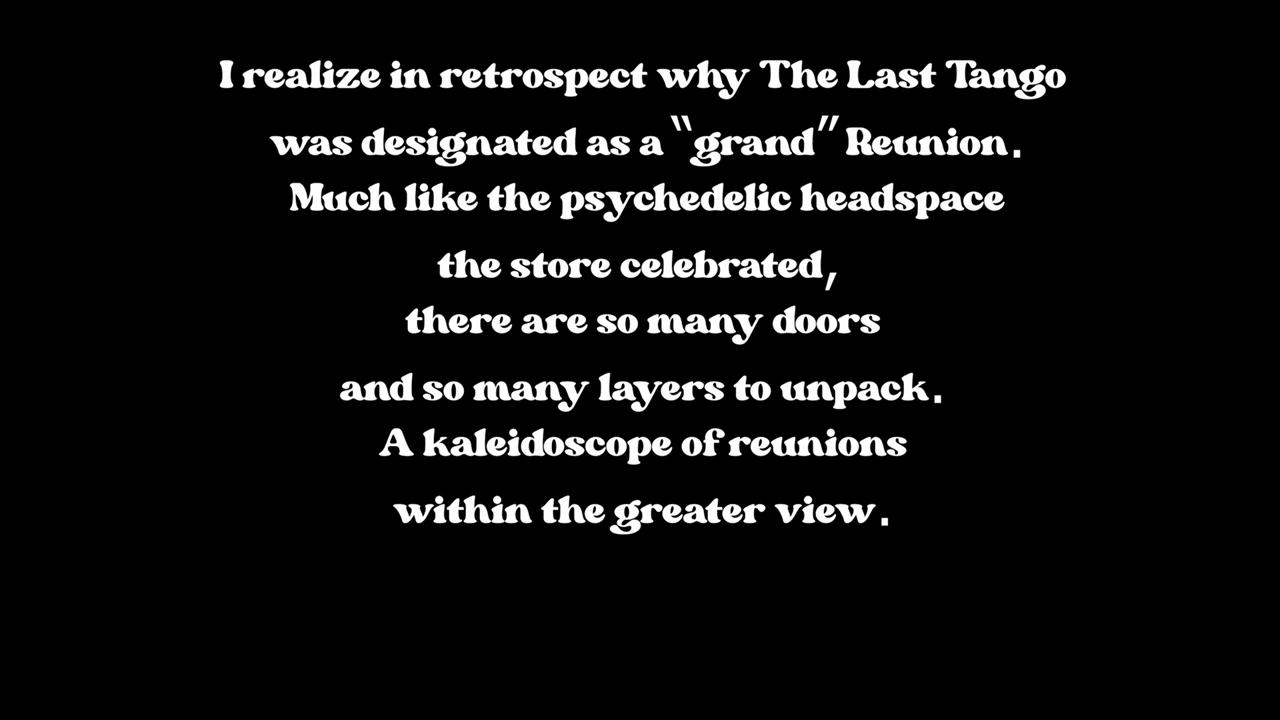 I realize in retrospect why The Last Tango
was designated as a "grand" Reunion.
Much like the psychedelic headspace
the store celebrated,
there are so many doors
and so many layers to unpack.
A kaleidoscope of reunions
within the greater view.